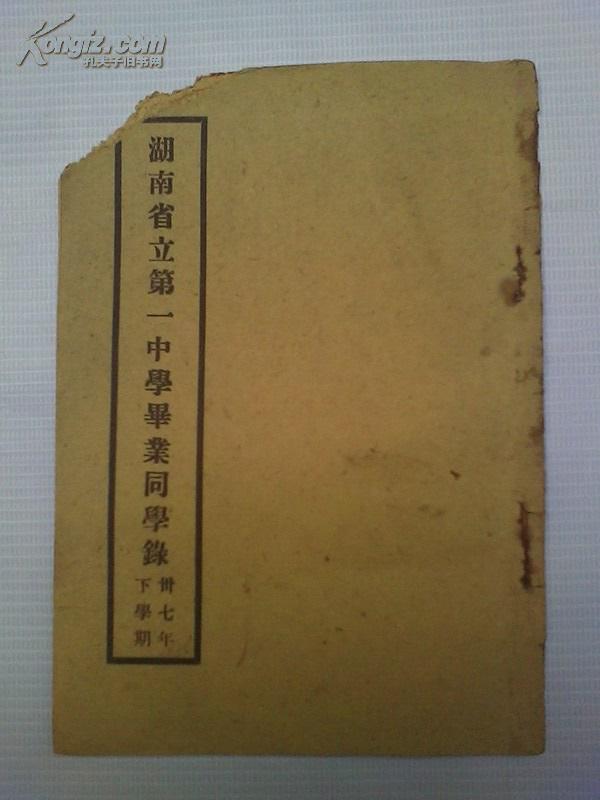 Kongfz.com
孔夫子旧书网
湖南省立第一中學畢業同學錄
卅七年
下學期